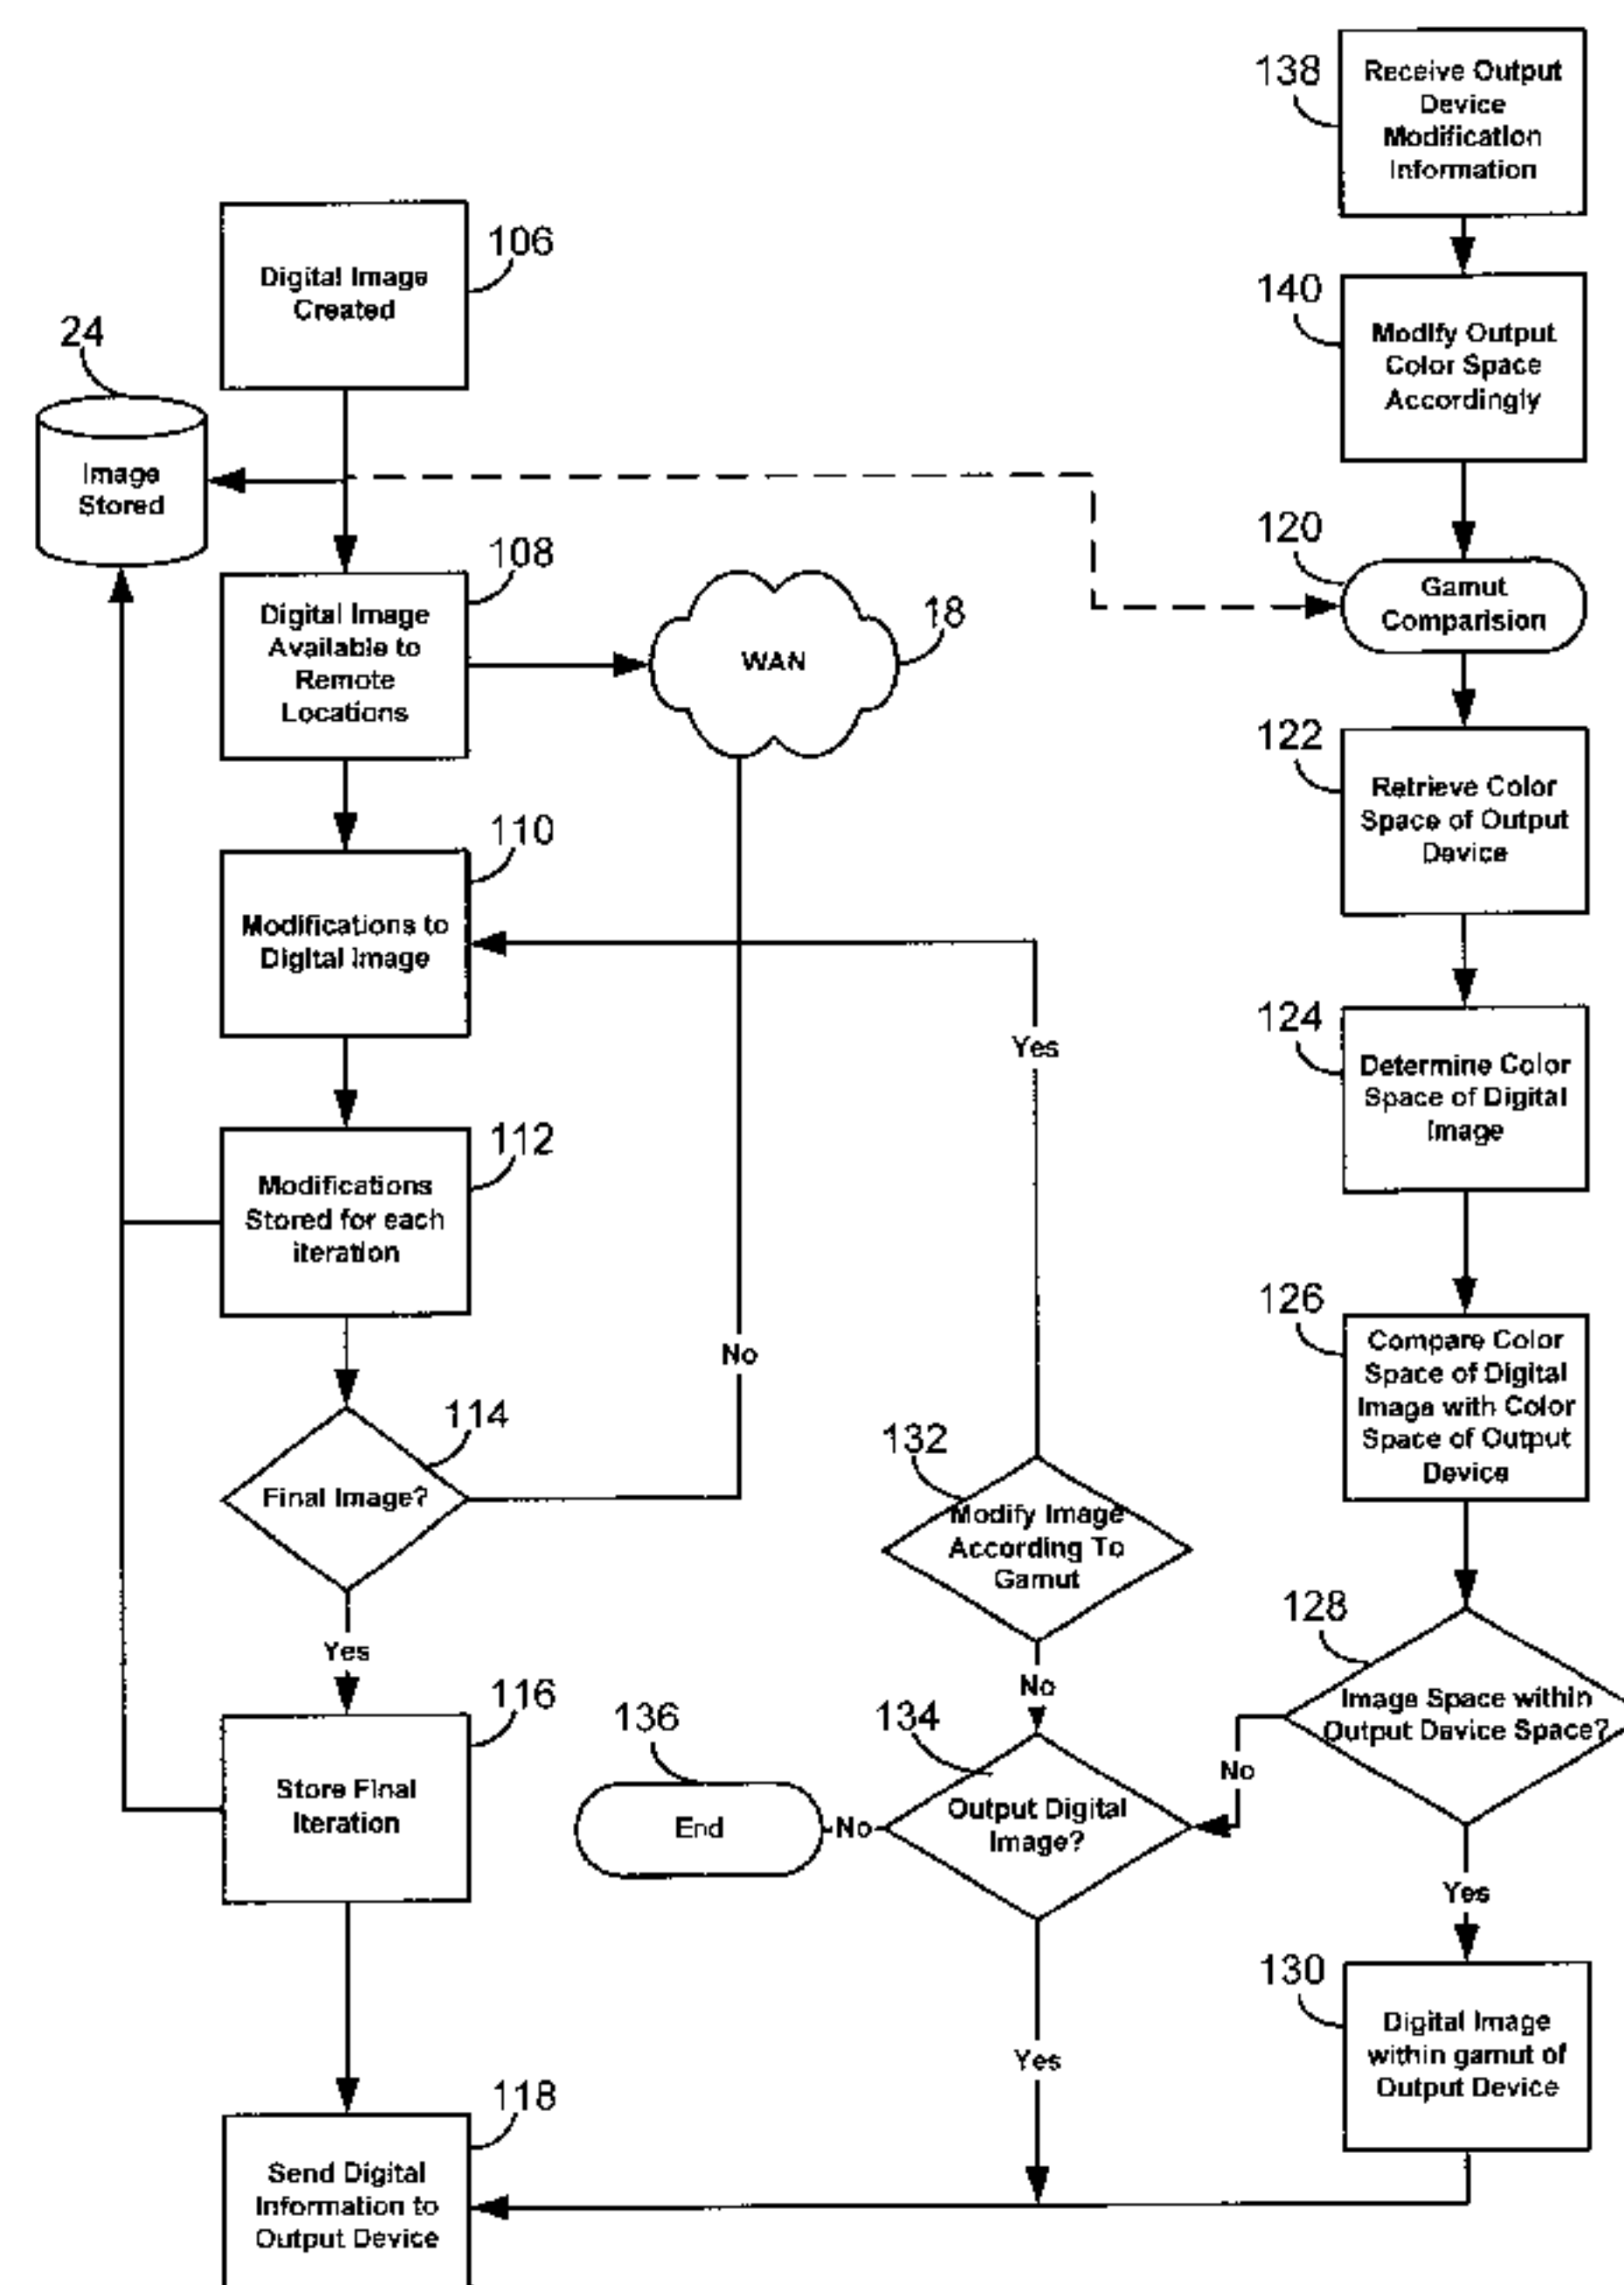 138
Receive Output
Device
Modification
Information
106
Digital Image
Created
140
Modify Output
Color Space
Accordingly
24
Image
Stored
120
Gamut
Comparision
108
Digital Image
Available to
Remote
Locations
18
WAN
122
Retrieve Color
Space of Output
Device
110
Modifications to
Digital Image
124
Determine Color
Space of Digital
Image
Yes
112
Modifications
Stored for each
iteration
126
Compare Color
Space of Digital
Image with Color
Space of Output
Device
No
114
Final Image?
132
Modify Image
According To
Gamut
128
Image Space within
Output Device Space?
Yes
No
116
Store Final
Iteration
136
End
No
134
Output Digital
Image?
No
Yes
130
Digital Image
within gamut of
Output Device
Yes
118
Send Digital
Information to
Output Device